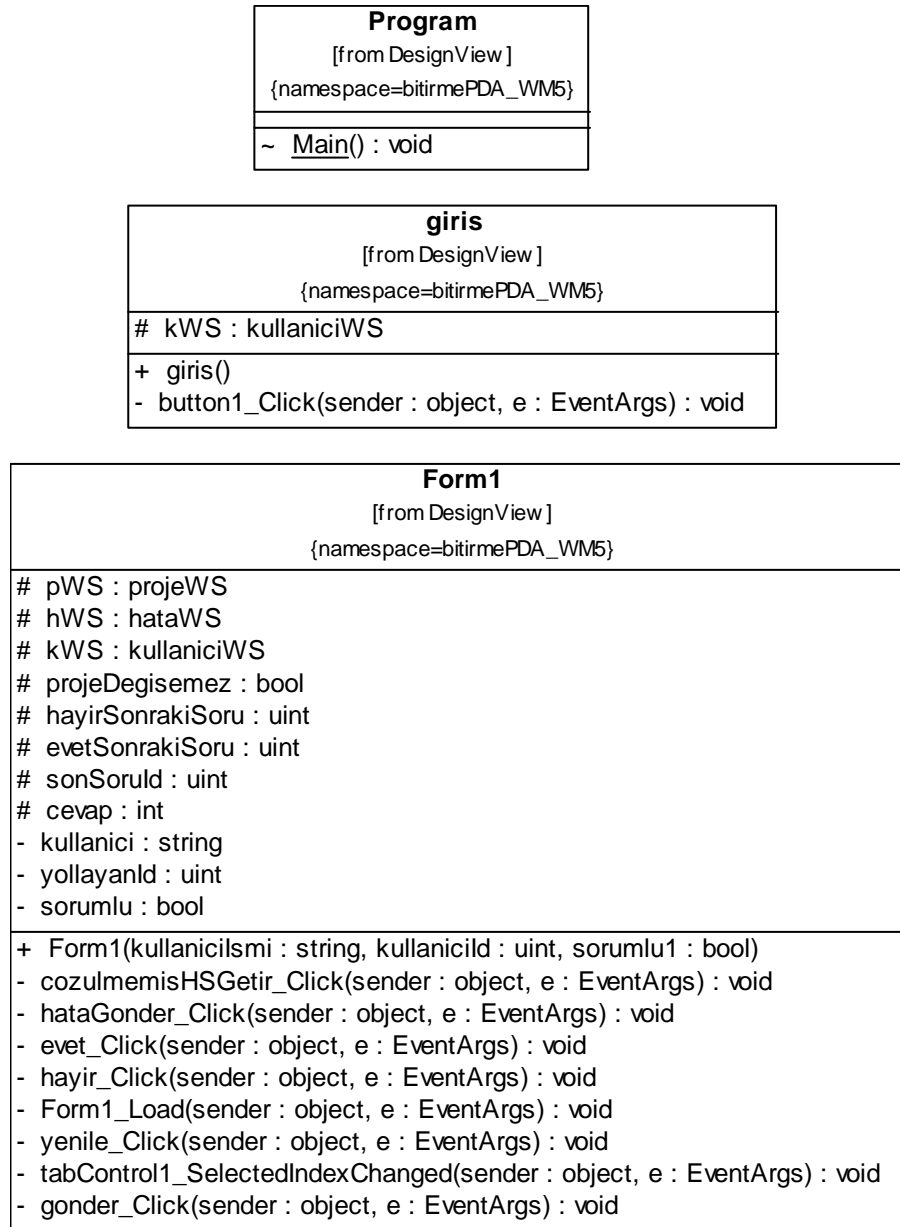 Program
[from DesignView]
{namespace=bitirmePDA_WM5}
~ Main() : void
giris
[from DesignView]
{namespace=bitirmePDA_WM5}
# kWS : kullaniciWS
+ giris()
- button1_Click(sender : object, e : EventArgs) : void
Form1
[from DesignView]
{namespace=bitirmePDA_WM5}
# pWS : projeWS
# hWS : hataWS
# kWS : kullaniciWS
# projeDegisemez : bool
# hayirSonrakiSoru : uint
# evetSonrakiSoru : uint
# sonSoruId : uint
# cevap : int
- kullanici : string
- yollayanId : uint
- sorumlu : bool
+ Form1(kullaniciIsmi : string, kullaniciId : uint, sorumlu1 : bool)
- cozulmemisHSGetir_Click(sender : object, e : EventArgs) : void
- hataGonder_Click(sender : object, e : EventArgs) : void
- evet_Click(sender : object, e : EventArgs) : void
- hayir_Click(sender : object, e : EventArgs) : void
- Form1_Load(sender : object, e : EventArgs) : void
- yenile_Click(sender : object, e : EventArgs) : void
- tabControl1_SelectedIndexChanged(sender : object, e : EventArgs) : void
- gonder_Click(sender : object, e : EventArgs) : void